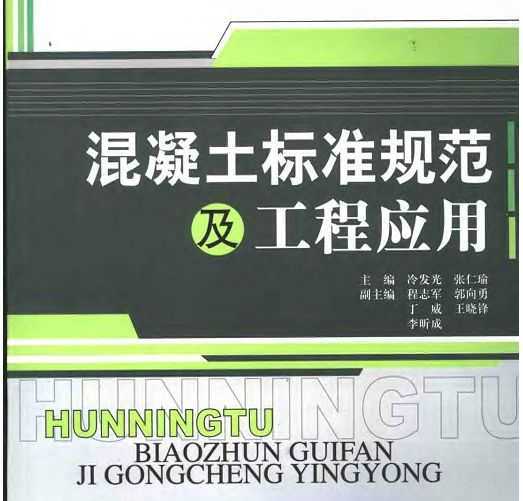 混凝土标准规范
及工程应用
主 编 冷发光 张仁瑜
副主编 程志军 郭向勇
丁 威 王晓锋
李昕成
HUNNINGTU
HUNNINGTU
BIAOZHUN GUIFAN
JI GONGCHENG YINGYONG